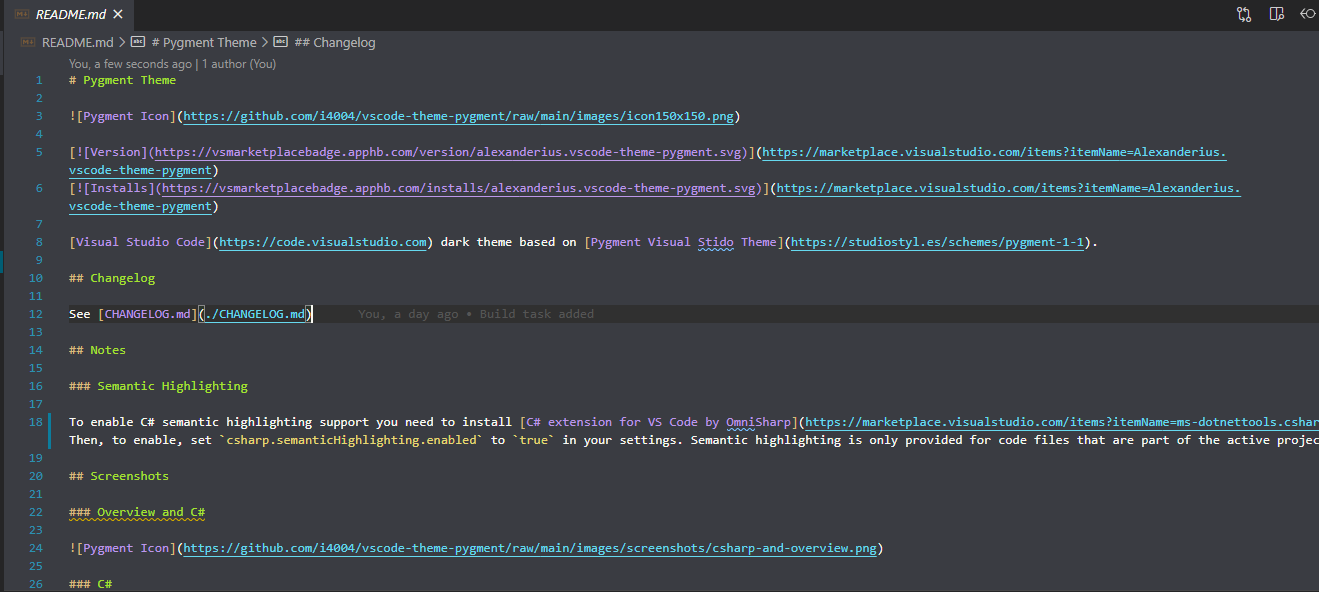 README.md
README.md > # Pygment Theme > ## Changelog
You, a few seconds ago | 1 author (You)
1 # Pygment Theme
2
3 ![Pygment Icon](https://github.com/i4004/vscode-theme-pygment/raw/main/images/icon150x150.png)
4
5 [![Version](https://vsmarketplacebadge.apphb.com/version/alexanderius.vscode-theme-pygment.svg)](https://marketplace.visualstudio.com/items?itemName=Alexanderius.
vscode-theme-pygment)
6 [![Installs](https://vsmarketplacebadge.apphb.com/installs/alexanderius.vscode-theme-pygment.svg)](https://marketplace.visualstudio.com/items?itemName=Alexanderius.
vscode-theme-pygment)
7
8 [Visual Studio Code](https://code.visualstudio.com) dark theme based on [Pygment Visual Stido Theme](https://studiostyl.es/schemes/pygment-1-1).
9
10 ## Changelog
11
12 See [CHANGELOG.md](./CHANGELOG.md) You, a day ago • Build task added
13
14 ## Notes
15
16 ### Semantic Highlighting
17
18 To enable C# semantic highlighting support you need to install [C# extension for VS Code by OmniSharp](https://marketplace.visualstudio.com/items?itemName=ms-dotnettools.cshar
Then, to enable, set `csharp.semanticHighlighting.enabled` to `true` in your settings. Semantic highlighting is only provided for code files that are part of the active projec
19
20 ## Screenshots
21
22 ### Overview and C#
23
24 ![Pygment Icon](https://github.com/i4004/vscode-theme-pygment/raw/main/images/screenshots/csharp-and-overview.png)
25
26 ### C#